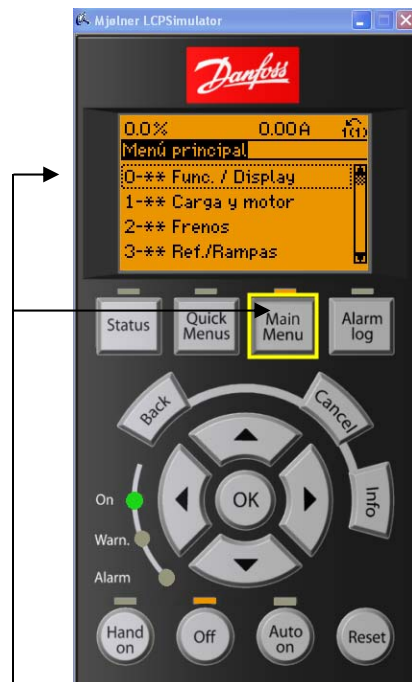 Mjølner LCPSimulator
Danfoss
0.0% 0.00A 1(1)
Menú principal
0-** Func. / Display
1-** Carga y motor
2-** Frenos
3-** Ref./Rampas
Status
Quick Menus
Main Menu
Alarm log
Back
Cancel
OK
Info
On
Warn.
Alarm
Hand on
Off
Auto on
Reset